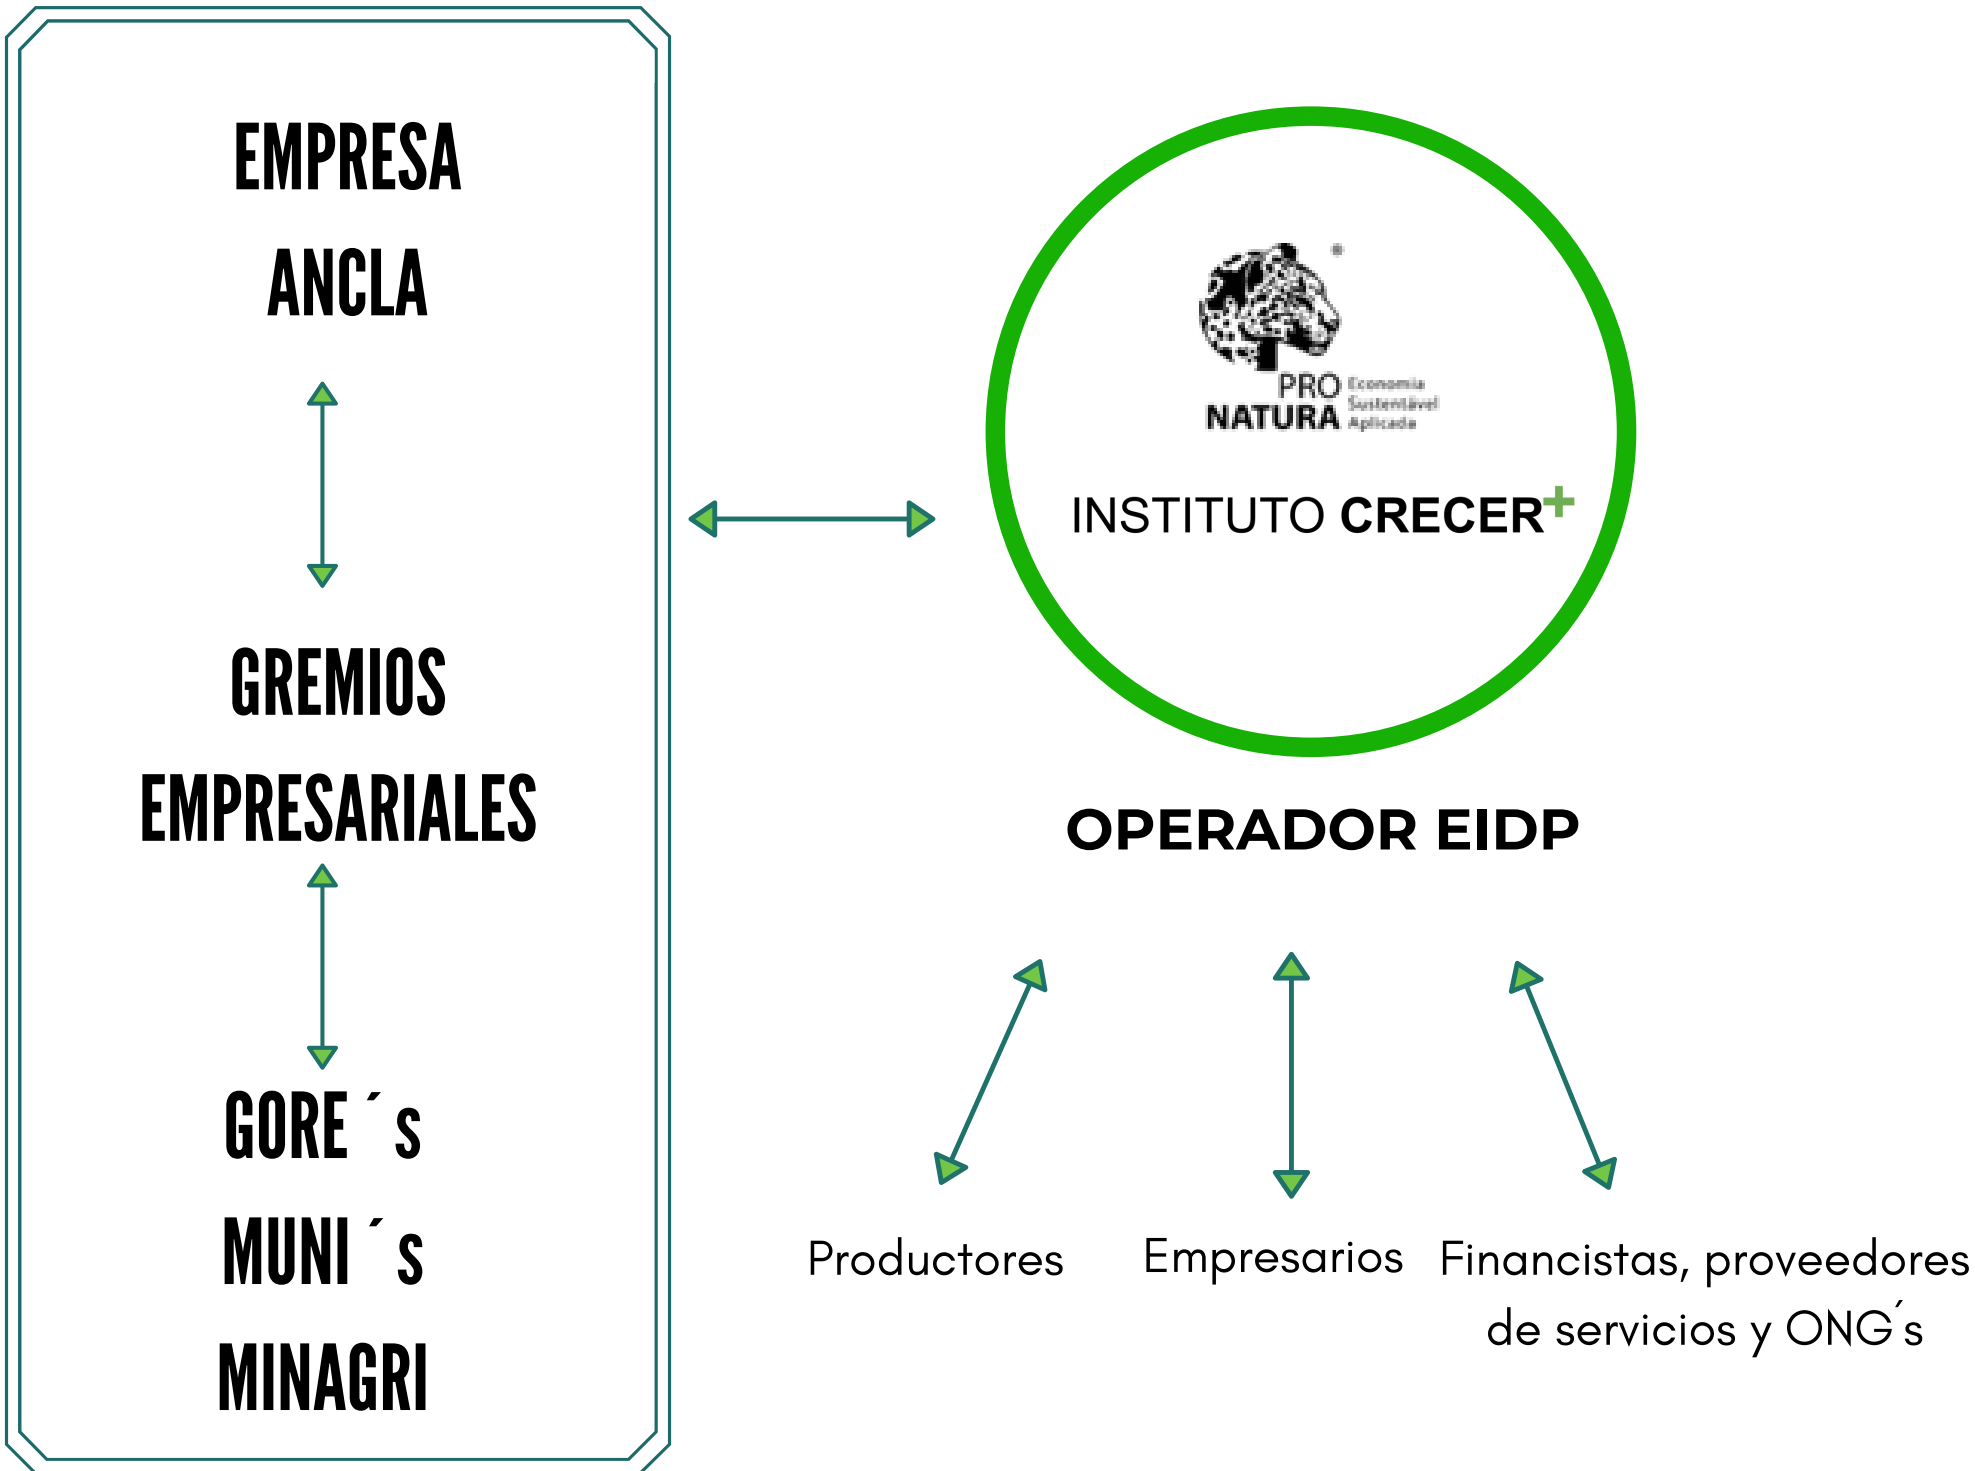 EMPRESA
ANCLA
GREMIOS
EMPRESARIALES
GORE´s
MUNI´s
MINAGRI
PRO
NATURA
Economia
Sustentável
Aplicada
INSTITUTO CRECER+
OPERADOR EIDP
Productores
Empresarios
Financistas, proveedores
de servicios y ONG´s